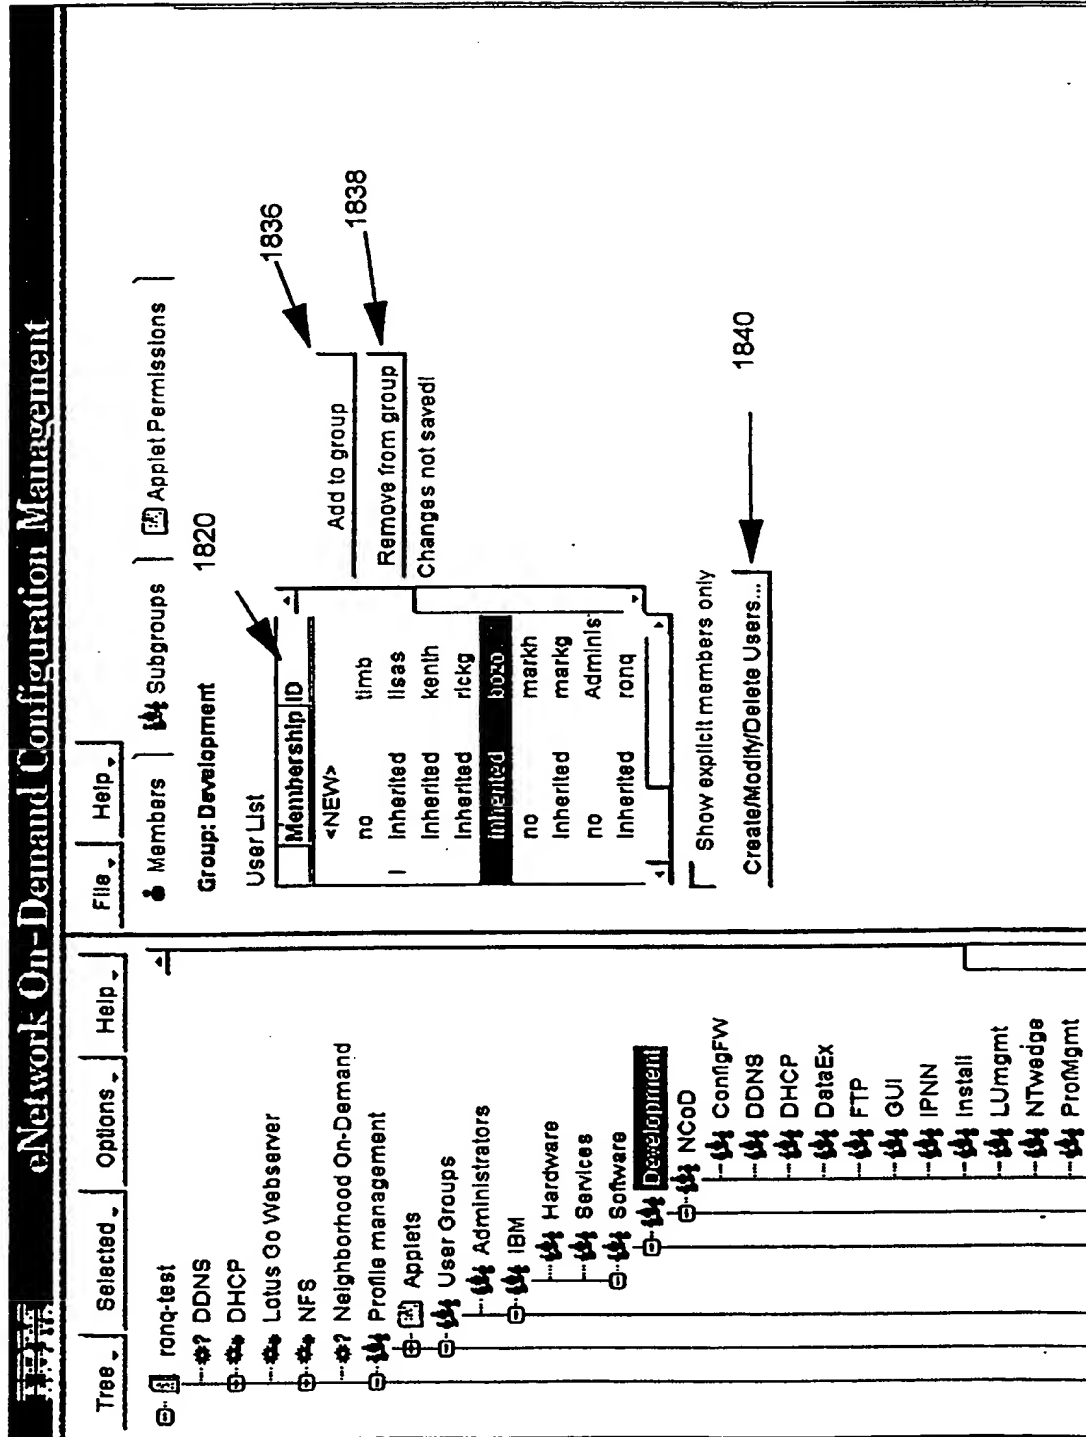 IBM eNetwork On-Demand Configuration Management
Tree Selected Options Help
ronq-test
? DDNS
DHCP
Lotus Go Webserver
NFS
? Neighborhood On-Demand
Profile management
Applets
User Groups
Administrators
IBM
Hardware
Services
Software
Development
NCoD
ConfigFW
DDNS
DHCP
DataEx
FTP
GUI
IPNN
Install
LUmgmt
NTwedge
ProfMgmt
File Help
Members Subgroups Applet Permissions
Group: Development
1820
User List
Membership ID
<NEW>
no timb
Inherited lisas
Inherited kenth
Inherited rickg
Inherited bozo
no markh
Inherited markg
no Adminis
Inherited ronq
Add to group
1836
Remove from group
1838
Changes not saved!
Show explicit members only
Create/Modify/Delete Users...
1840